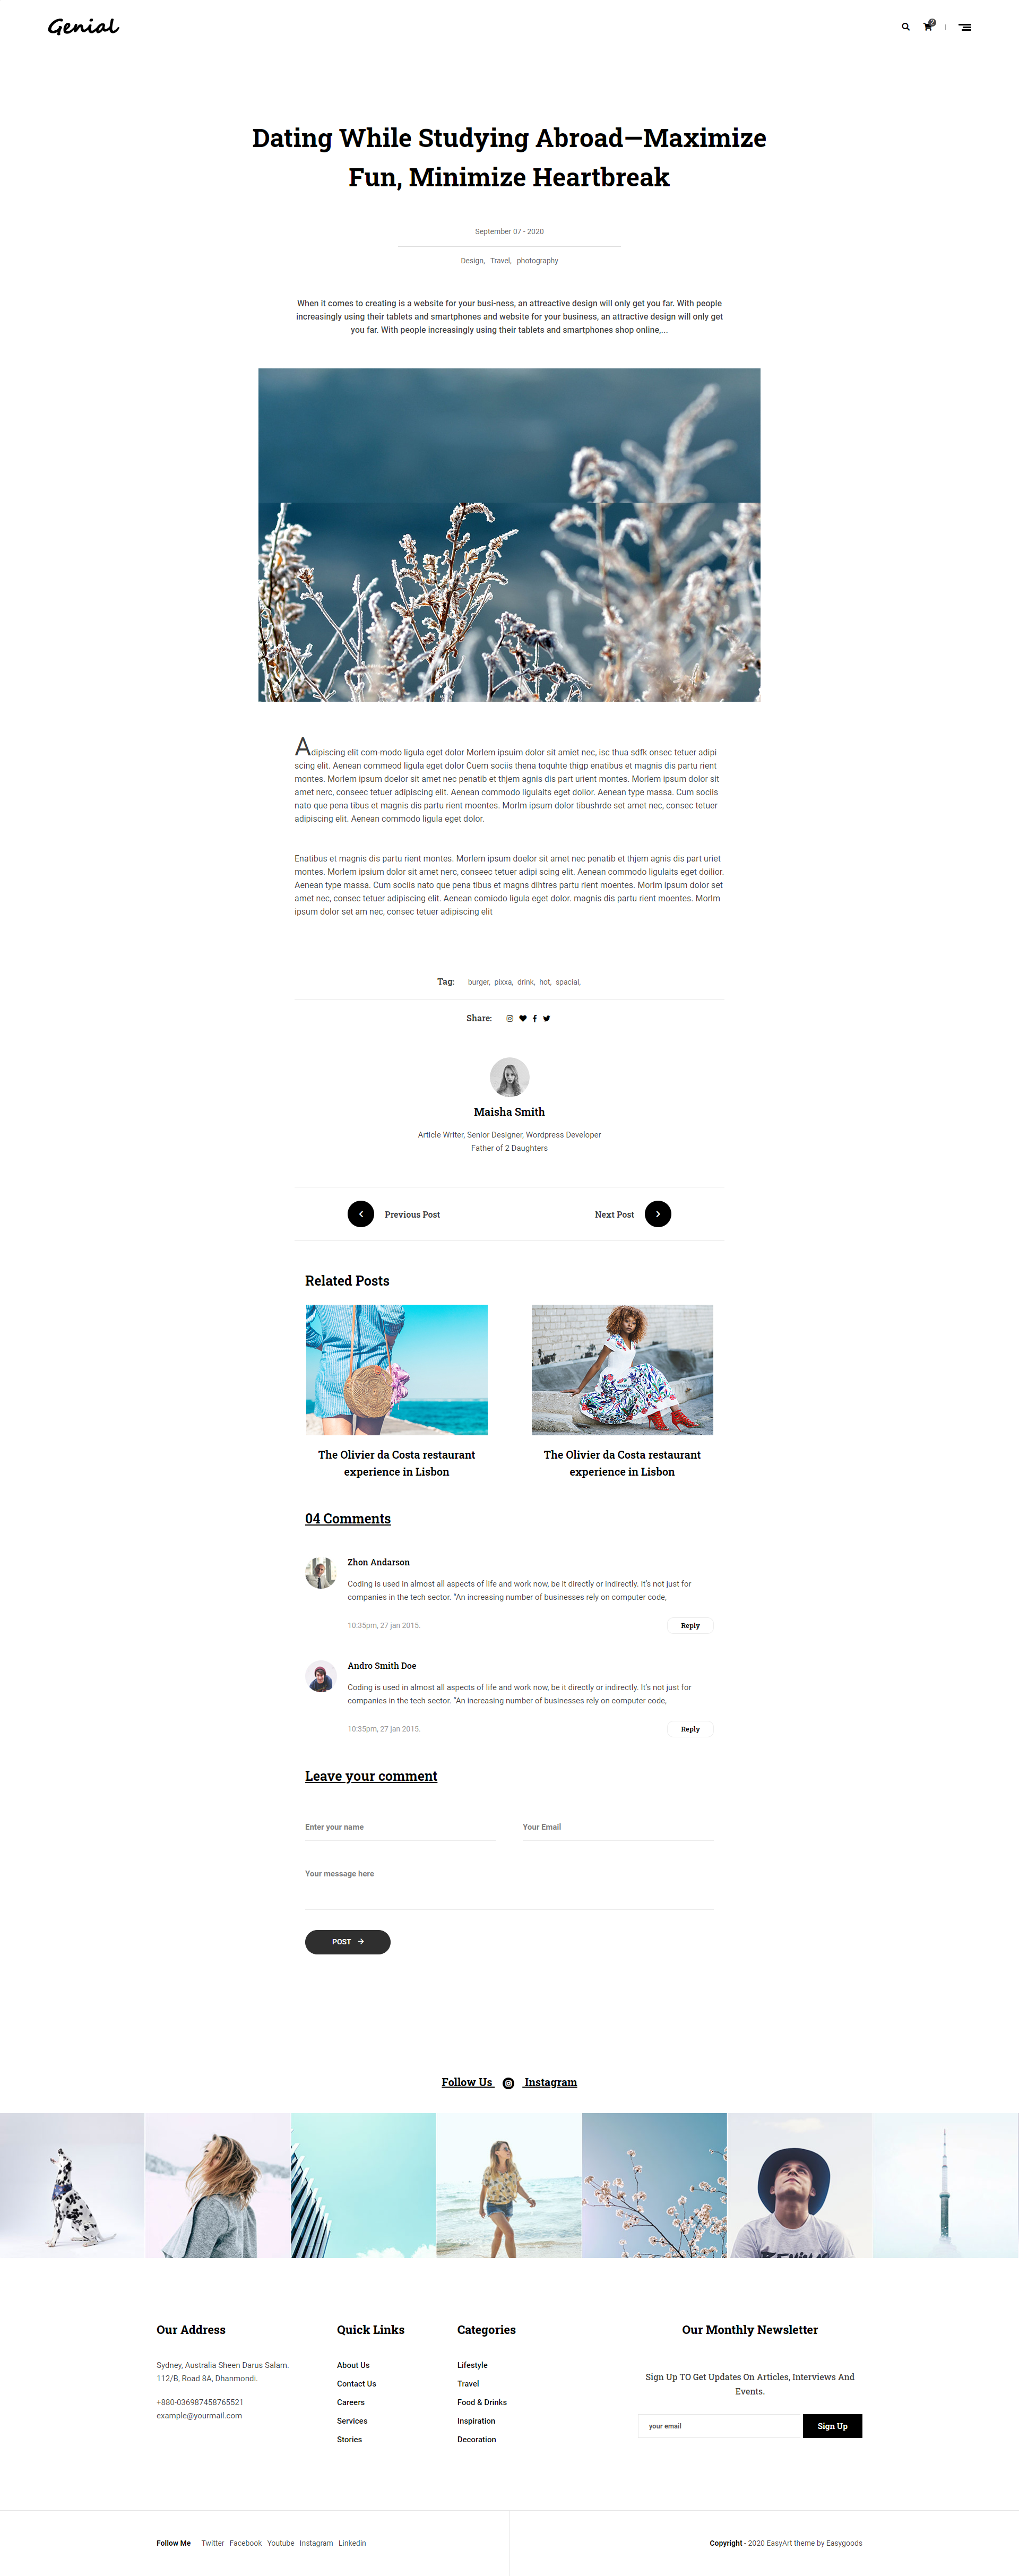 Genial
2
Dating While Studying Abroad—Maximize
Fun, Minimize Heartbreak
September 07 - 2020
Design, Travel, photography
When it comes to creating is a website for your busi-ness, an attreactive design will only get you far. With people
increasingly using their tablets and smartphones and website for your business, an attractive design will only get
you far. With people increasingly using their tablets and smartphones shop online,...
Adipiscing elit com-modo ligula eget dolor Morlem ipsuim dolor sit amiet nec, isc thua sdfk onsec tetuer adipi
scing elit. Aenean commeod ligula eget dolor Cuem sociis thena toquhte thigp enatibus et magnis dis partu rient
montes. Morlem ipsum doelor sit amet nec penatib et thjem agnis dis part urient montes. Morlem ipsum dolor sit
amet nerc, conseec tetuer adipiscing elit. Aenean commodo ligulaits eget dolior. Aenean type massa. Cum sociis
nato que pena tibus et magnis dis partu rient moentes. Morlm ipsum dolor tibushrde set amet nec, consec tetuer
adipiscing elit. Aenean commodo ligula eget dolor.
Enatibus et magnis dis partu rient montes. Morlem ipsum doelor sit amet nec penatib et thjem agnis dis part uriet
montes. Morlem ipsium dolor sit amet nerc, conseec tetuer adipi scing elit. Aenean commodo ligulaits eget doilior.
Aenean type massa. Cum sociis nato que pena tibus et magns dihtres partu rient moentes. Morlm ipsum dolor set
amet nec, consec tetuer adipiscing elit. Aenean comiodo ligula eget dolor. magnis dis partu rient moentes. Morlm
ipsum dolor set am nec, consec tetuer adipiscing elit
Tag: burger, pixxa, drink, hot, spacial,
Share:
Maisha Smith
Article Writer, Senior Designer, Wordpress Developer
Father of 2 Daughters
Previous Post Next Post
Related Posts
The Olivier da Costa restaurant
experience in Lisbon
The Olivier da Costa restaurant
experience in Lisbon
04 Comments
Zhon Andarson
Coding is used in almost all aspects of life and work now, be it directly or indirectly. It's not just for
companies in the tech sector. "An increasing number of businesses rely on computer code,
10:35pm, 27 jan 2015. Reply
Andro Smith Doe
Coding is used in almost all aspects of life and work now, be it directly or indirectly. It's not just for
companies in the tech sector. "An increasing number of businesses rely on computer code,
10:35pm, 27 jan 2015. Reply
Leave your comment
Enter your name Your Email
Your message here
POST
Follow Us Instagram
Our Address
Sydney, Australia Sheen Darus Salam.
112/B, Road 8A, Dhanmondi.
+880-036987458765521
example@yourmail.com
Quick Links
About Us
Contact Us
Careers
Services
Stories
Categories
Lifestyle
Travel
Food & Drinks
Inspiration
Decoration
Our Monthly Newsletter
Sign Up TO Get Updates On Articles, Interviews And
Events.
your email Sign Up
Follow Me Twitter Facebook Youtube Instagram Linkedin
Copyright - 2020 EasyArt theme by Easygoods